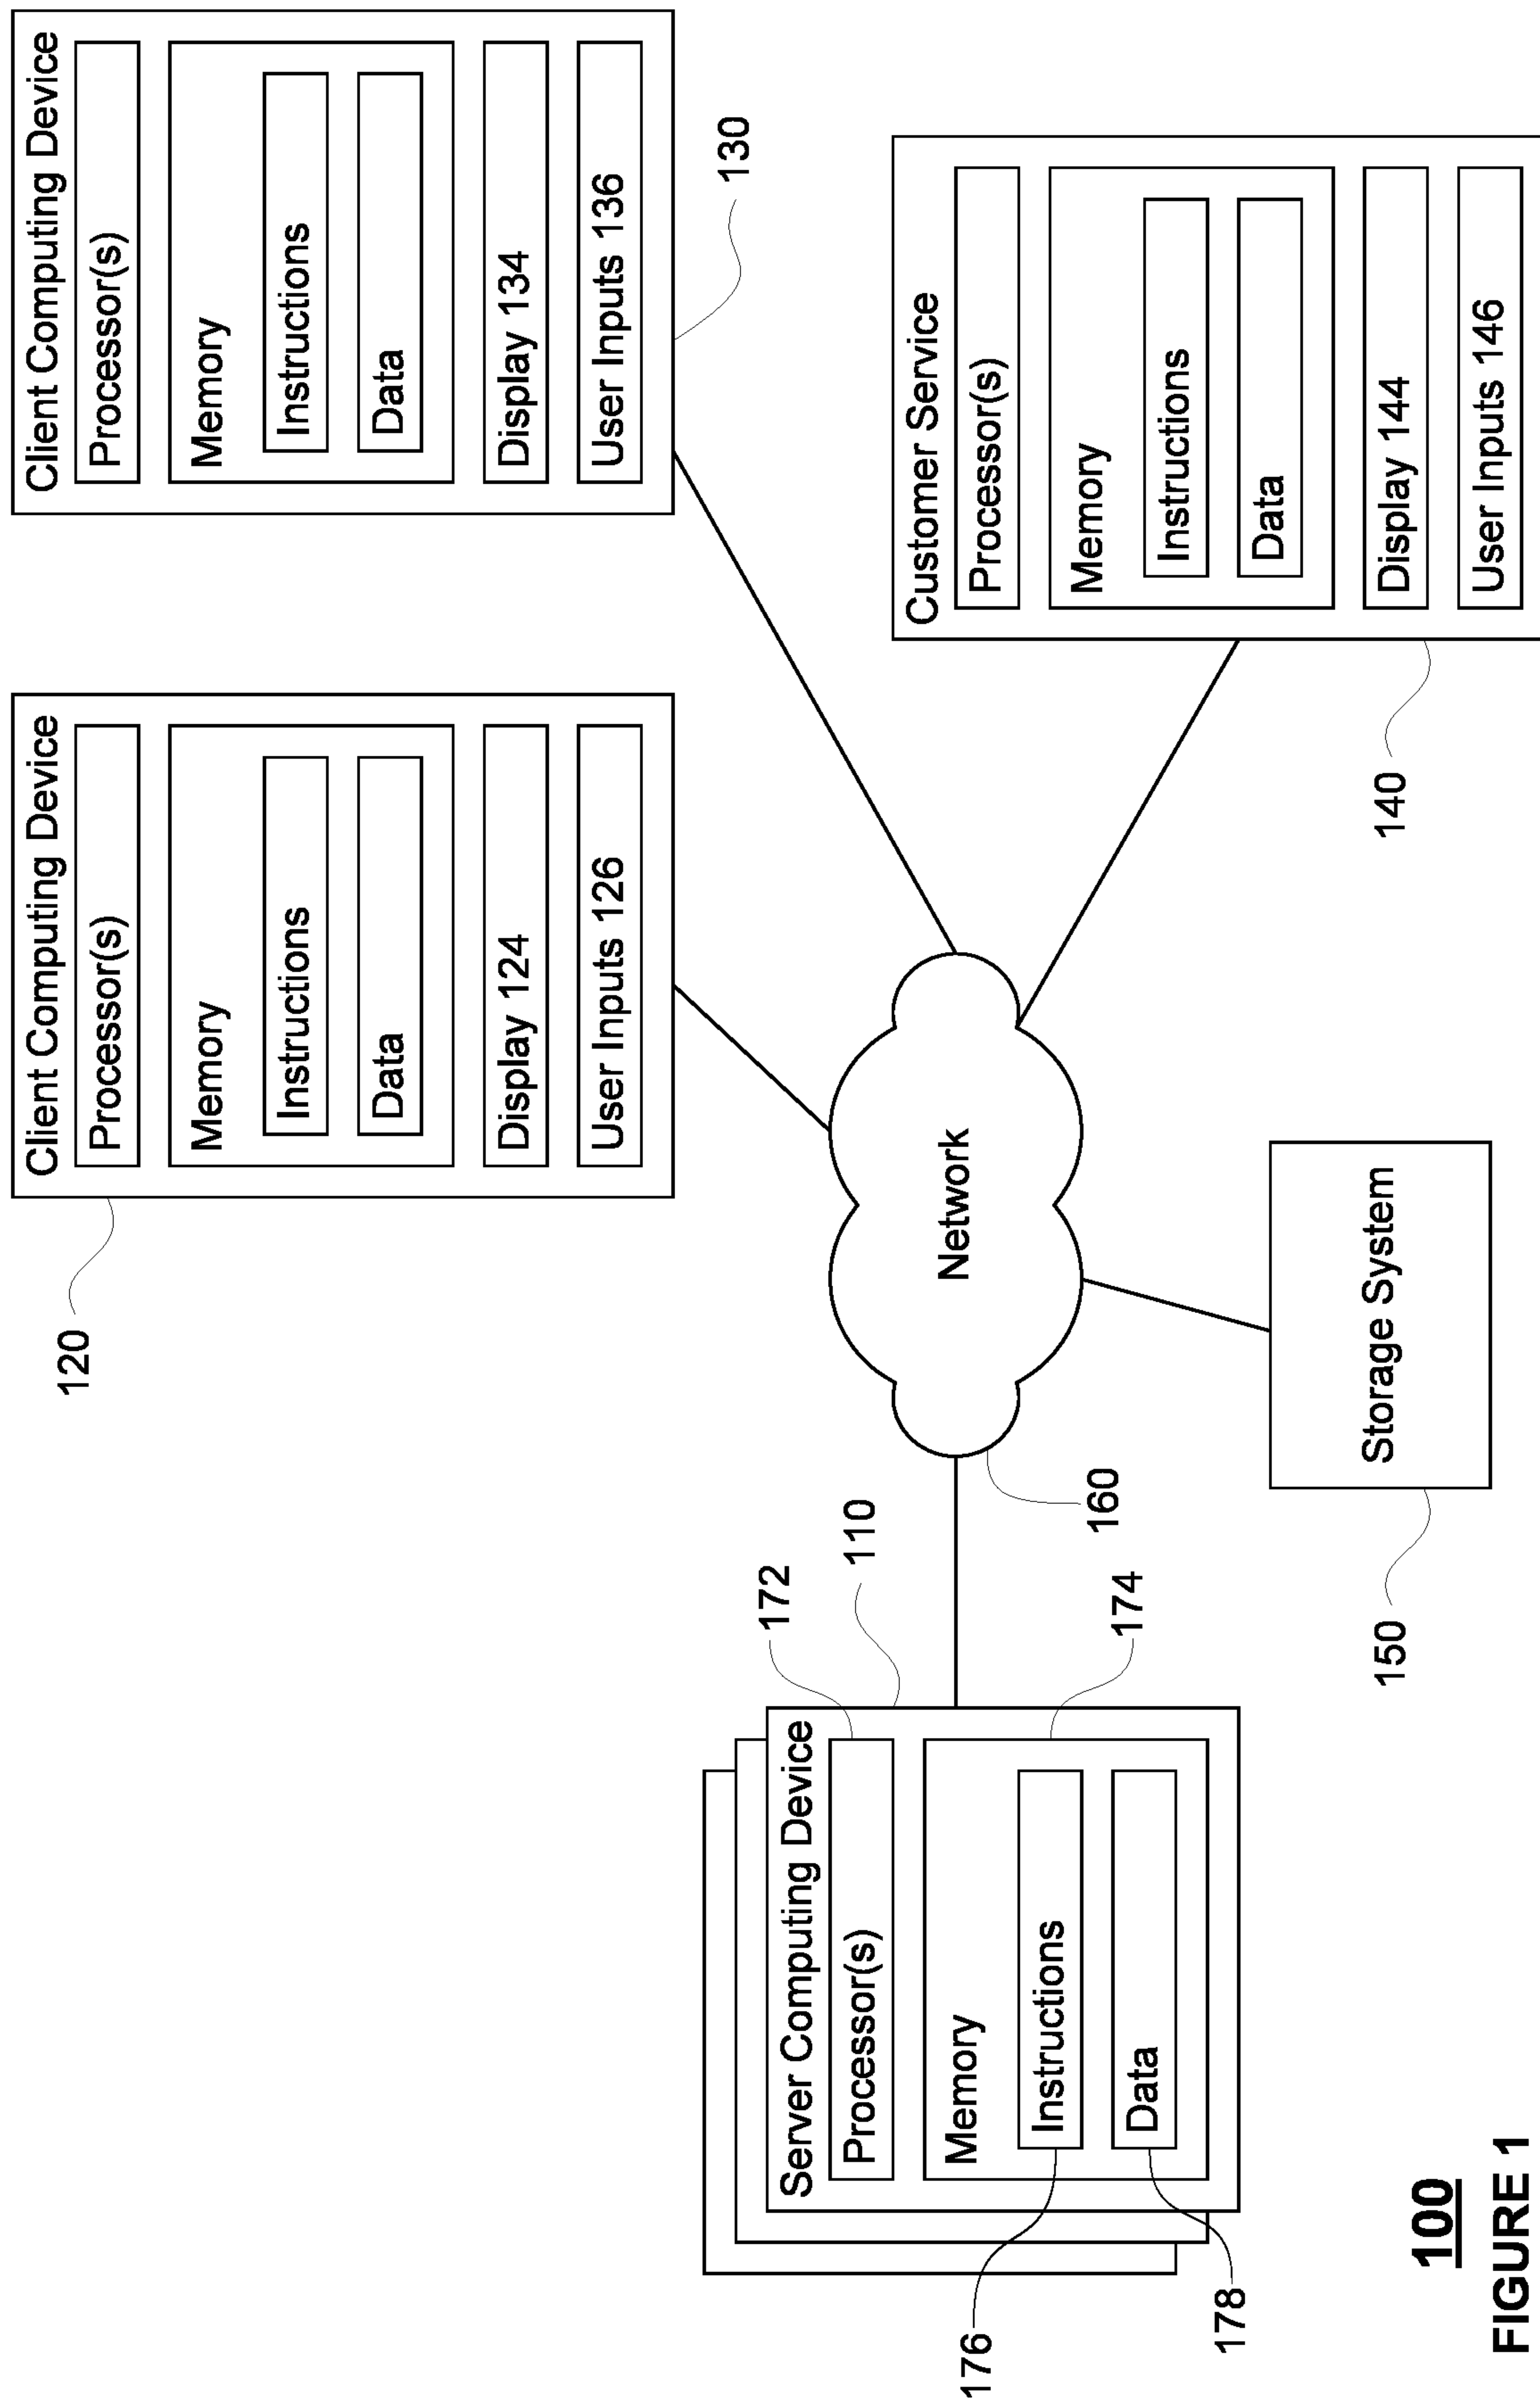 Client Computing Device
Processor(s)
Memory
Instructions
Data
Display 124
User Inputs 126
120
Client Computing Device
Processor(s)
Memory
Instructions
Data
Display 134
User Inputs 136
130
Server Computing Device
Processor(s)
Memory
Instructions
Data
172
110
174
176
178
Network
160
Storage System
150
Customer Service
Processor(s)
Memory
Instructions
Data
Display 144
User Inputs 146
140
100
FIGURE 1